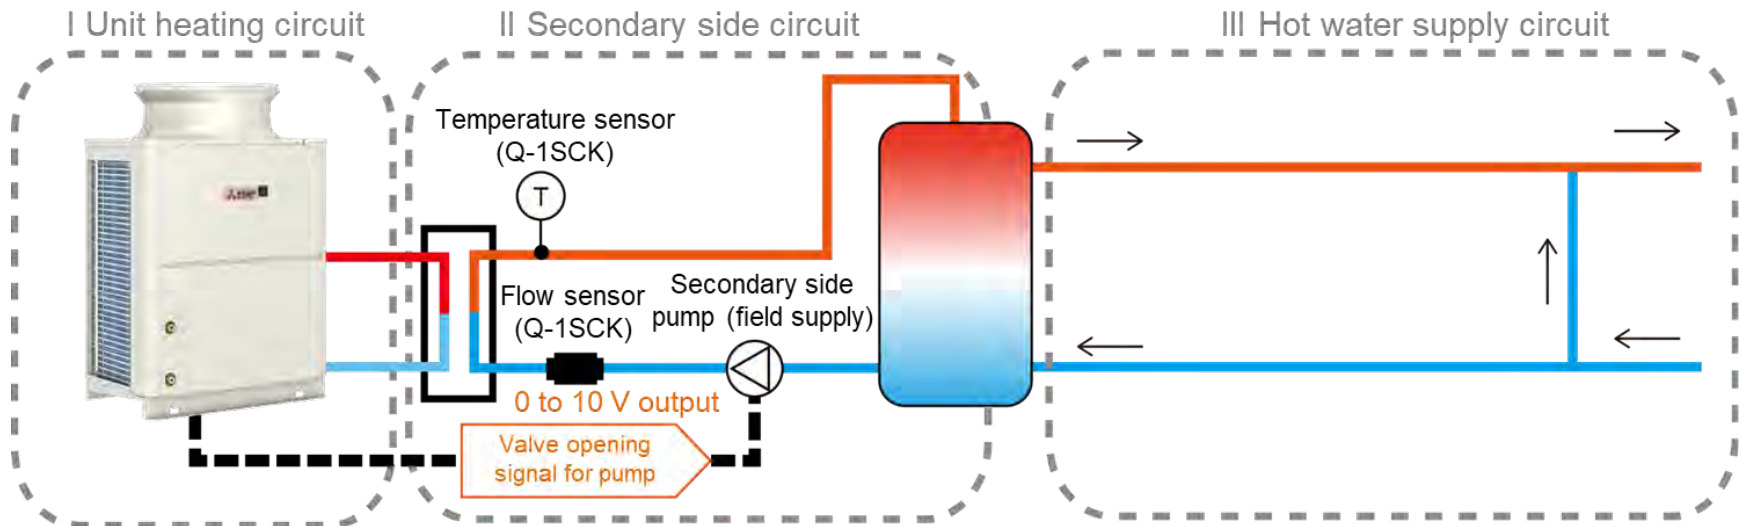 I Unit heating circuit
II Secondary side circuit
III Hot water supply circuit
Temperature sensor
(Q-1SCK)
T
Flow sensor
(Q-1SCK)
Secondary side
pump (field supply)
0 to 10 V output
Valve opening
signal for pump